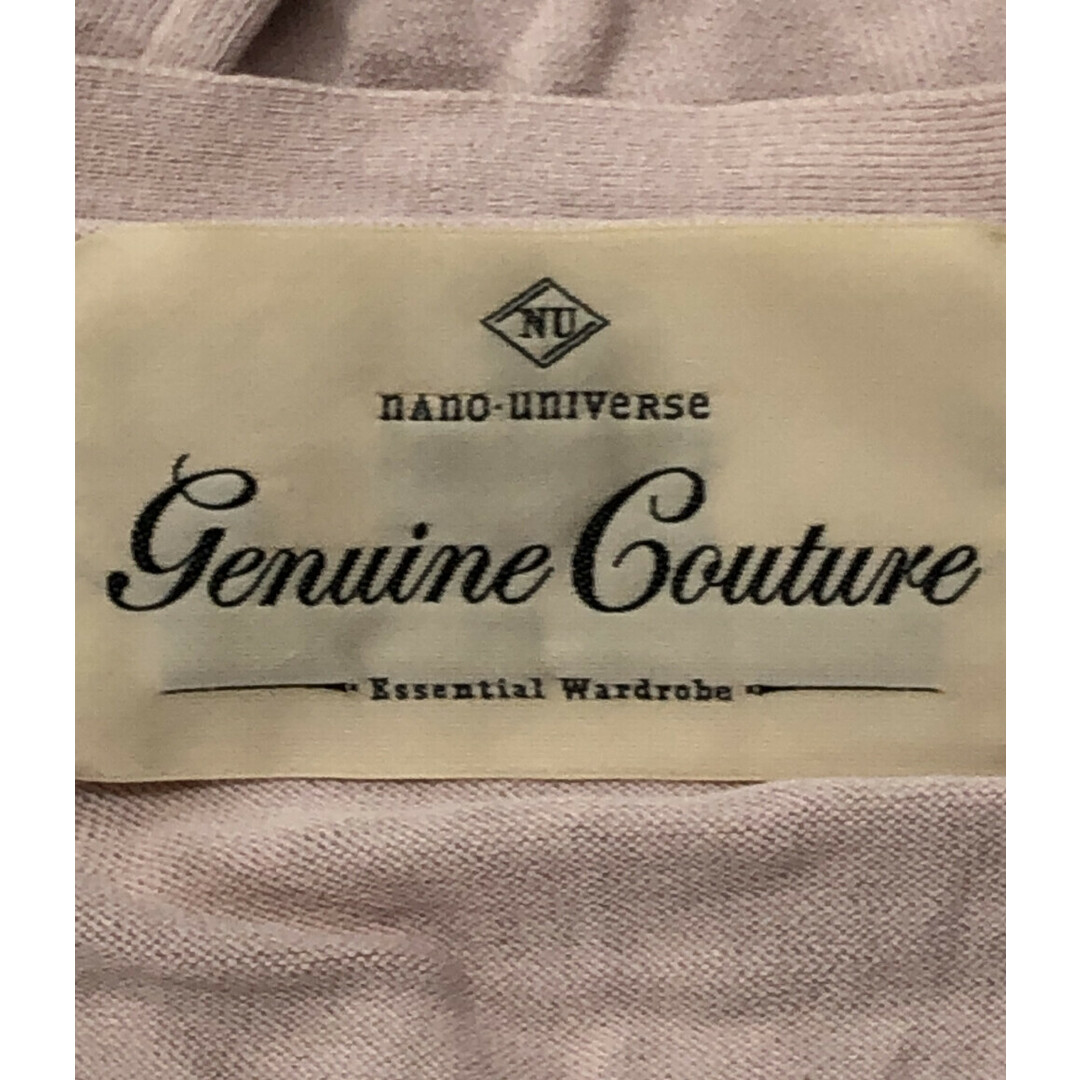 NU
nAno·universe
Genuine Couture
Essential Wardrobe